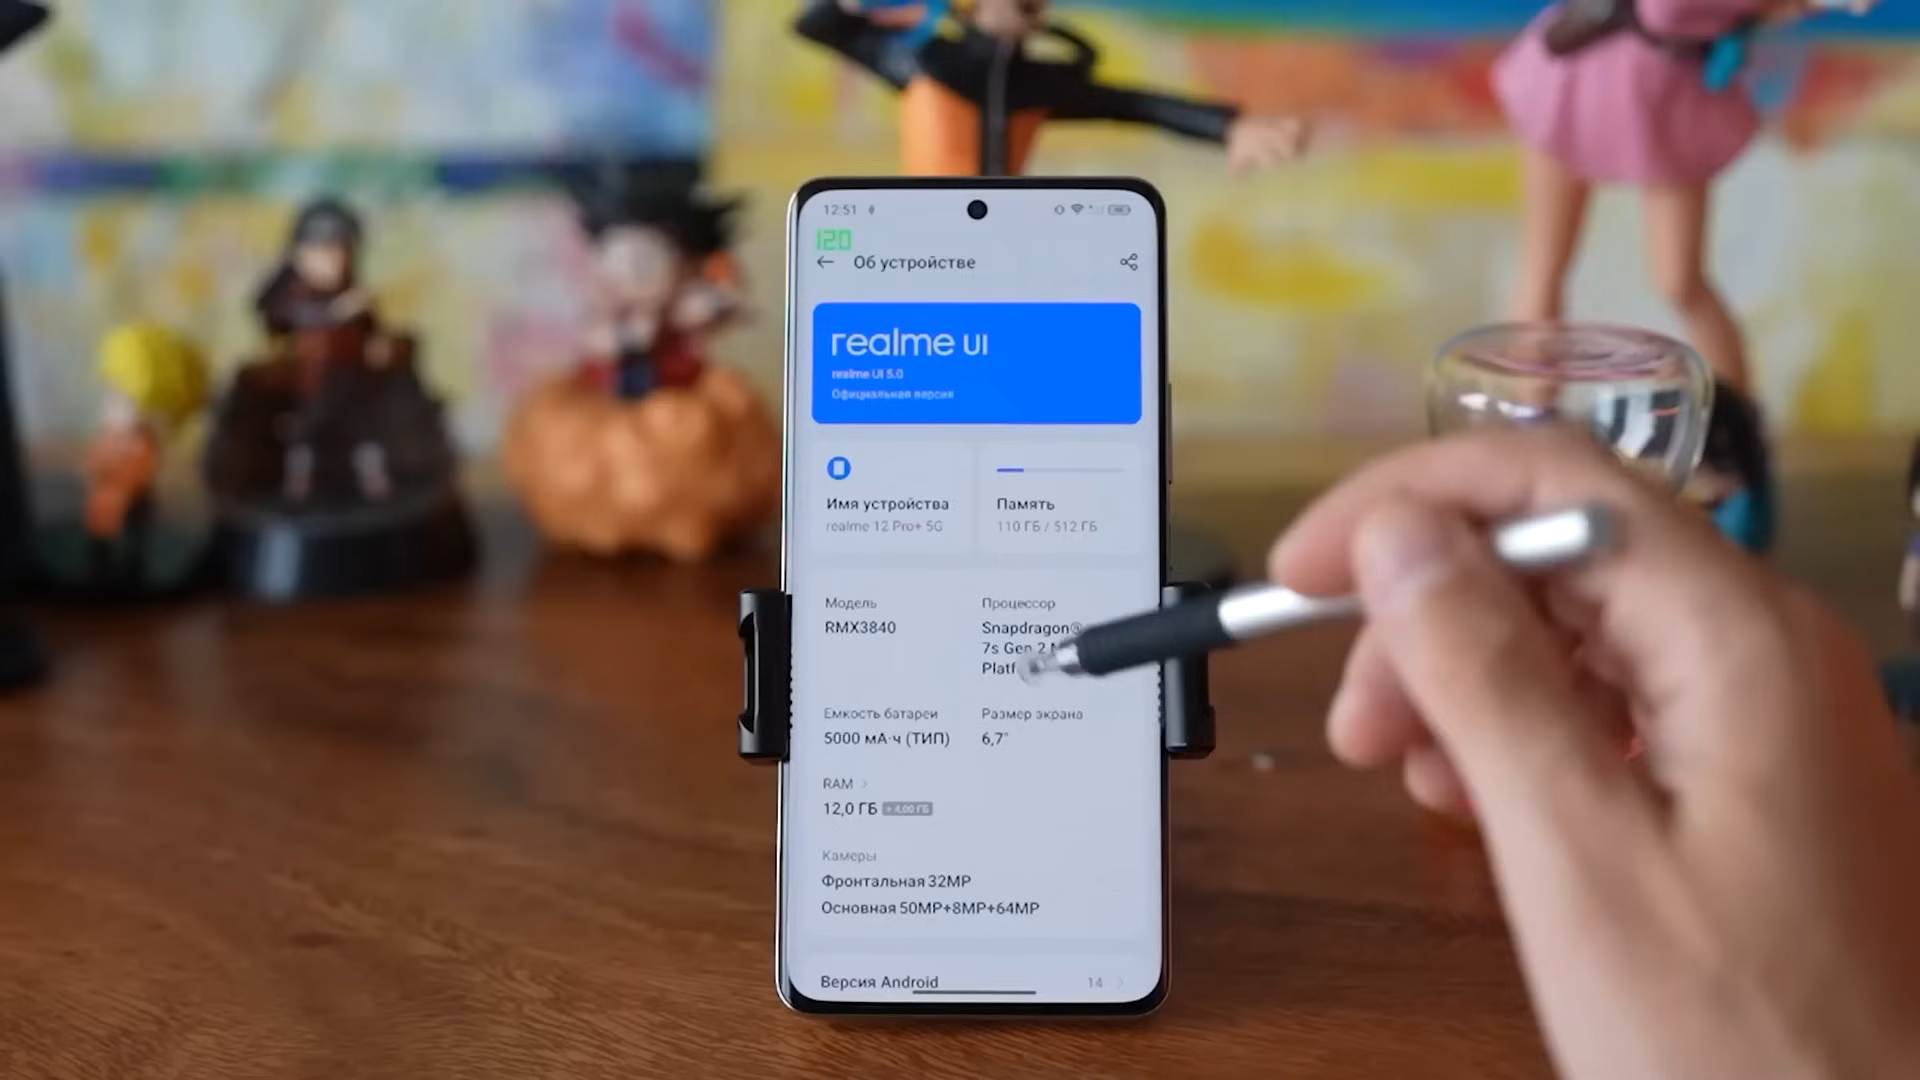 12:51
120
Об устройстве
realme UI
realme UI 5.0
Официальная версия
Имя устройства
realme 12 Pro+ 5G
Память
110 ГБ / 512 ГБ
Модель
RMX3840
Процессор
Snapdragon®
7s Gen 2
Platf
Емкость батареи
5000 мА·ч (ТИП)
Размер экрана
6,7"
RAM
12,0 ГБ + 4,00 ГБ
Камеры
Фронтальная 32MP
Основная 50MP+8MP+64MP
Версия Android
14